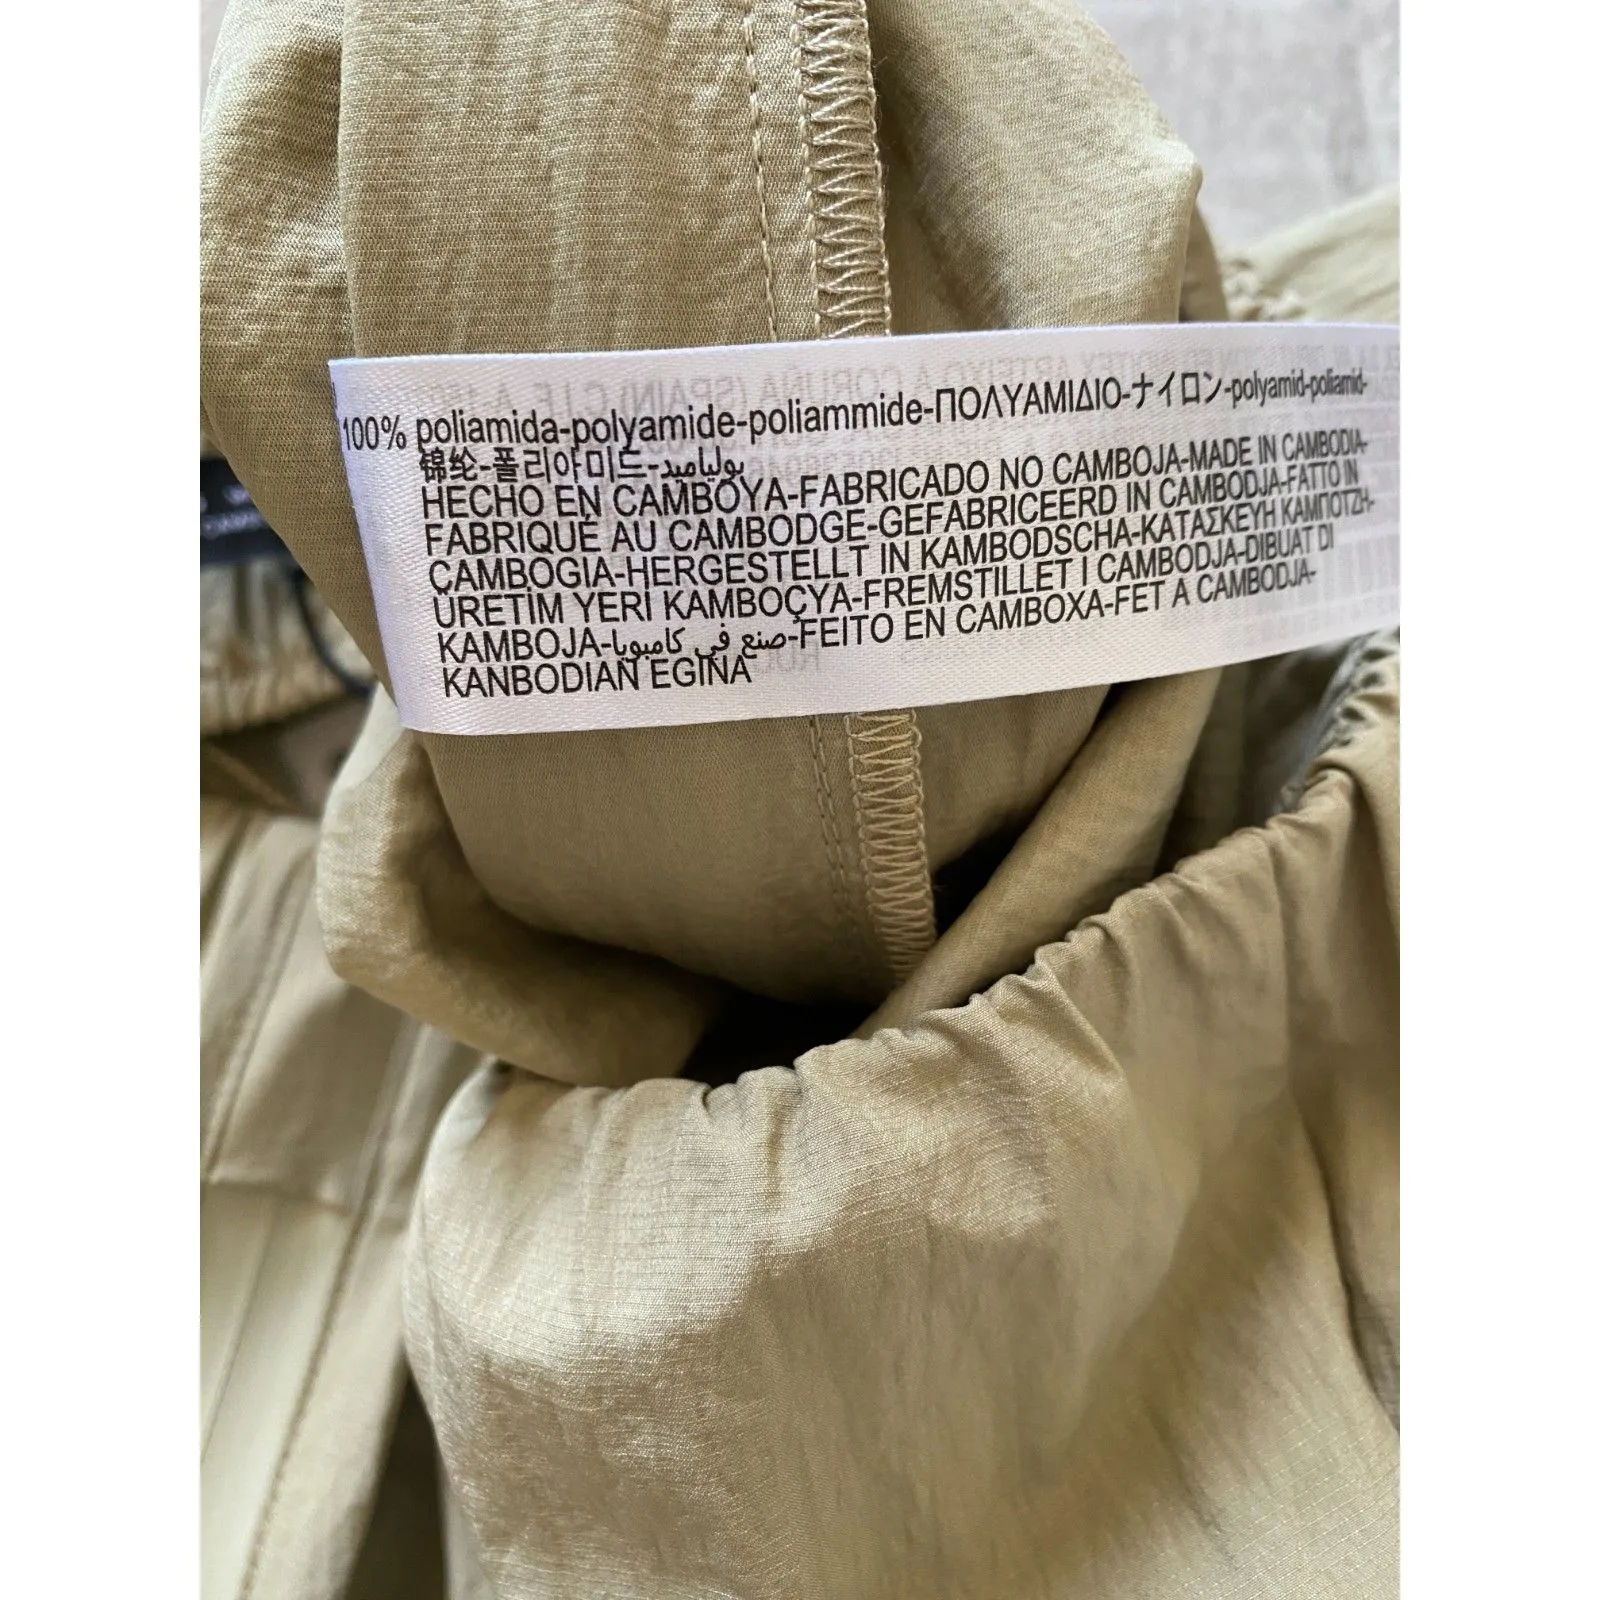 100% poliamida-polyamide-poliammide-ΠΟΛΥΑΜΙΔΙΟ-ナイロン-polyamid-poliamid-
锦纶-폴리아미드-بولياميد
HECHO EN CAMBOYA-FABRICADO NO CAMBOJA-MADE IN CAMBODIA-
FABRIQUÉ AU CAMBODGE-GEFABRICEERD IN CAMBODJA-FATTO IN
CAMBOGIA-HERGESTELLT IN KAMBODSCHA-ΚΑΤΑΣΚΕΥΗ ΚΑΜΠΟΤΖΗ-
ÜRETİM YERİ KAMBOÇYA-FREMSTILLET I CAMBODJA-DIBUAT DI
KAMBOJA-صنع في كامبوديا-FEITO EN CAMBOXA-FET A CAMBODJA-
KANBODIAN EGINA